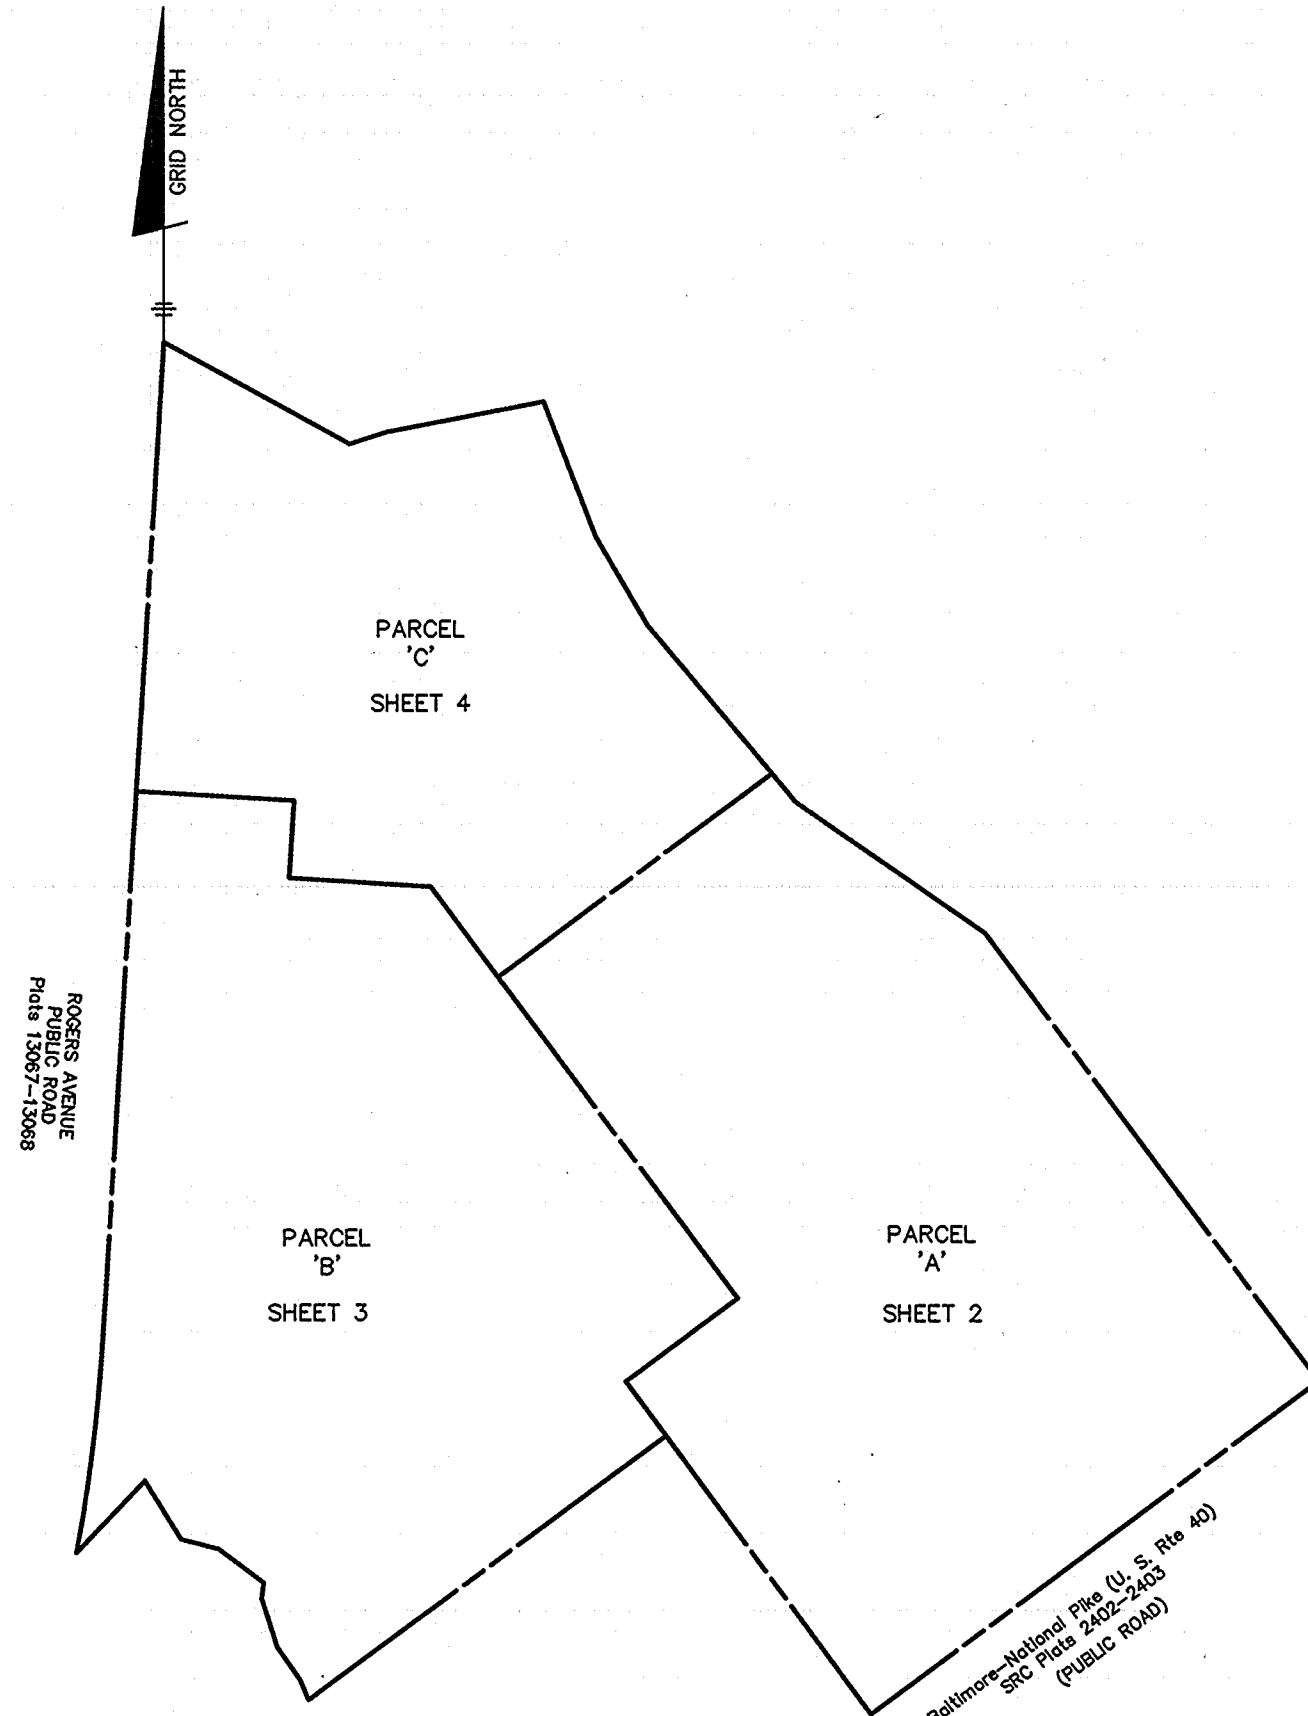 GRID NORTH
PARCEL
'C'
SHEET 4
ROGERS AVENUE
PUBLIC ROAD
Plats 13067-13068
PARCEL
'B'
SHEET 3
PARCEL
'A'
SHEET 2
Baltimore-National Pike (U. S. Rte 40)
SRC Plats 2402-2403
(PUBLIC ROAD)